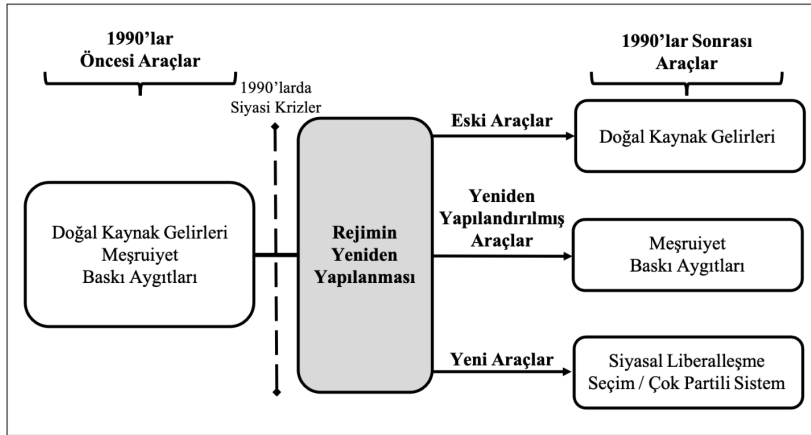 1990'lar
Öncesi Araçlar
1990'larda
Siyasi Krizler
Doğal Kaynak Gelirleri
Meşruiyet
Baskı Aygıtları
Rejimin
Yeniden
Yapılanması
Eski Araçlar
Yeniden
Yapılandırılmış
Araçlar
Yeni Araçlar
1990'lar Sonrası
Araçlar
Doğal Kaynak Gelirleri
Meşruiyet
Baskı Aygıtları
Siyasal Liberalleşme
Seçim / Çok Partili Sistem